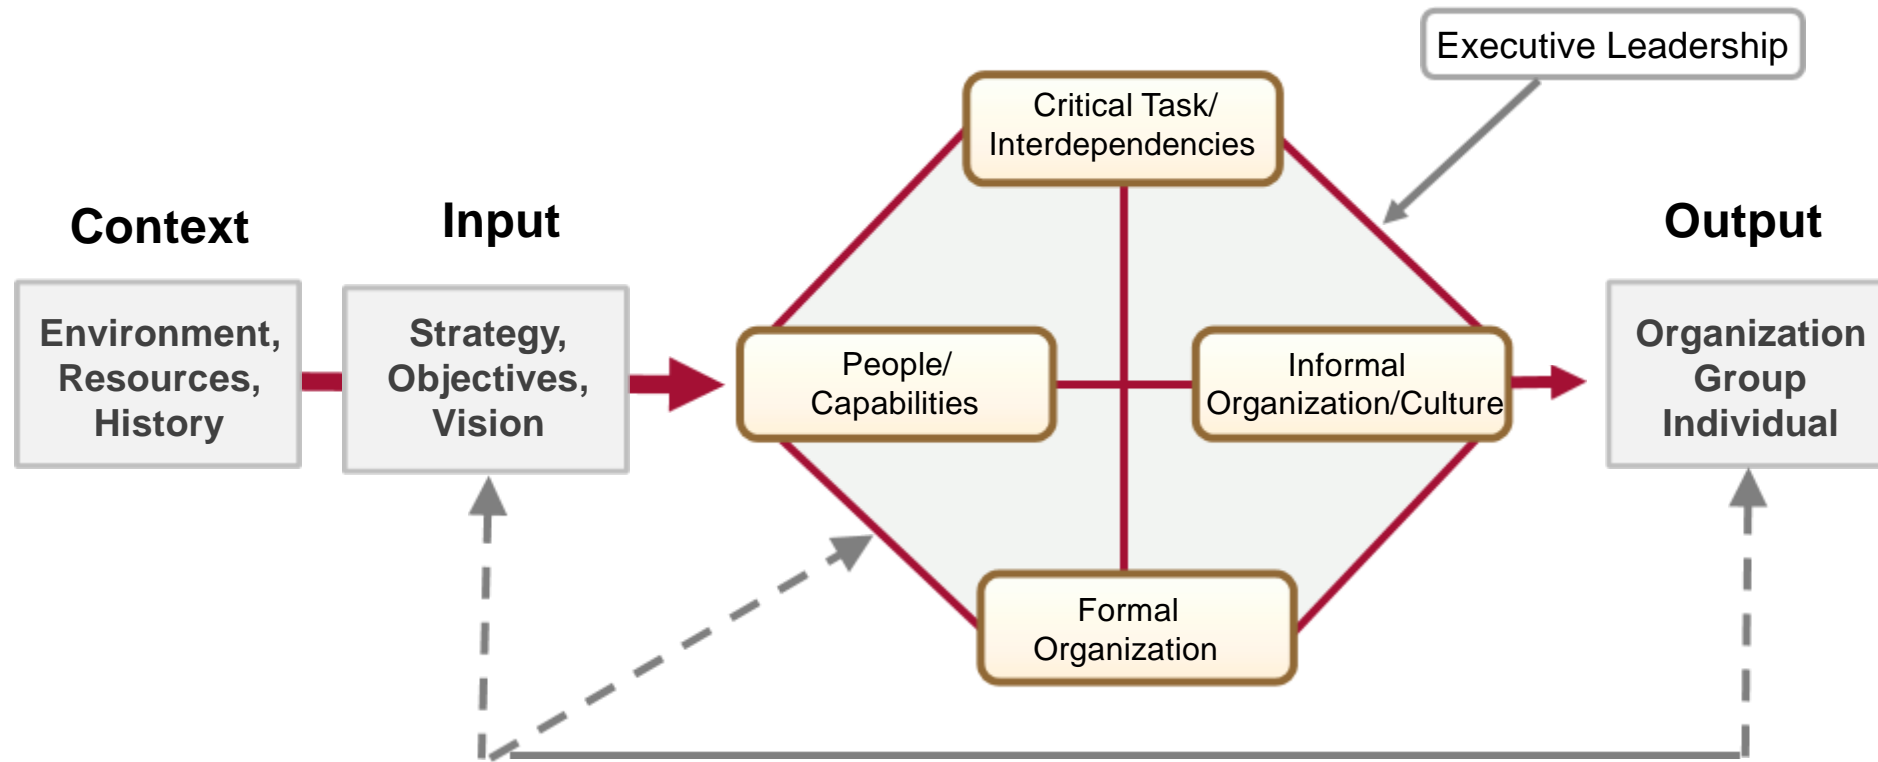 Executive Leadership
Critical Task/
Interdependencies
Context
Input
Output
Environment,
Resources,
History
Strategy,
Objectives,
Vision
People/
Capabilities
Informal
Organization/Culture
Organization
Group
Individual
Formal
Organization